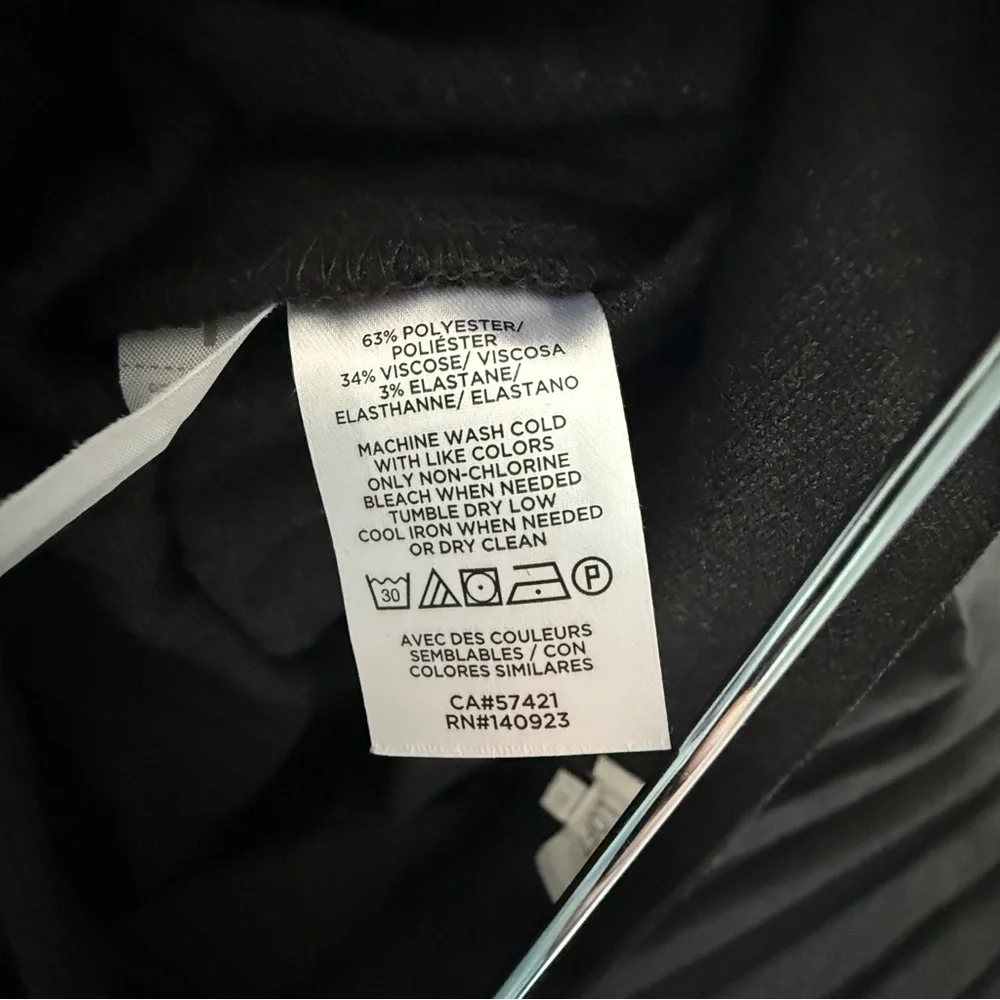 63% POLYESTER/
POLIÉSTER
34% VISCOSE/ VISCOSA
3% ELASTANE/
ELASTHANNE/ ELASTANO
MACHINE WASH COLD
WITH LIKE COLORS
ONLY NON-CHLORINE
BLEACH WHEN NEEDED
TUMBLE DRY LOW
COOL IRON WHEN NEEDED
OR DRY CLEAN
30 P
AVEC DES COULEURS
SEMBLABLES / CON
COLORES SIMILARES
CA#57421
RN#140923